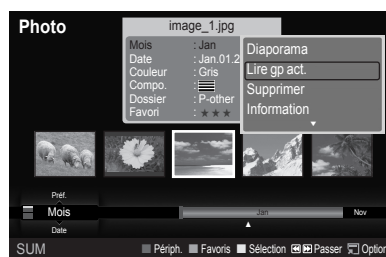 Photo
image_1.jpg
Mois : Jan
Date : Jan.01.2
Couleur : Gris
Compo. :
Dossier : P-other
Favori : ★ ★ ★
Diaporama
Lire gp act.
Supprimer
Information
Préf.
Mois
Date
Jan
Nov
SUM
Périph. Favoris Sélection Passer Option